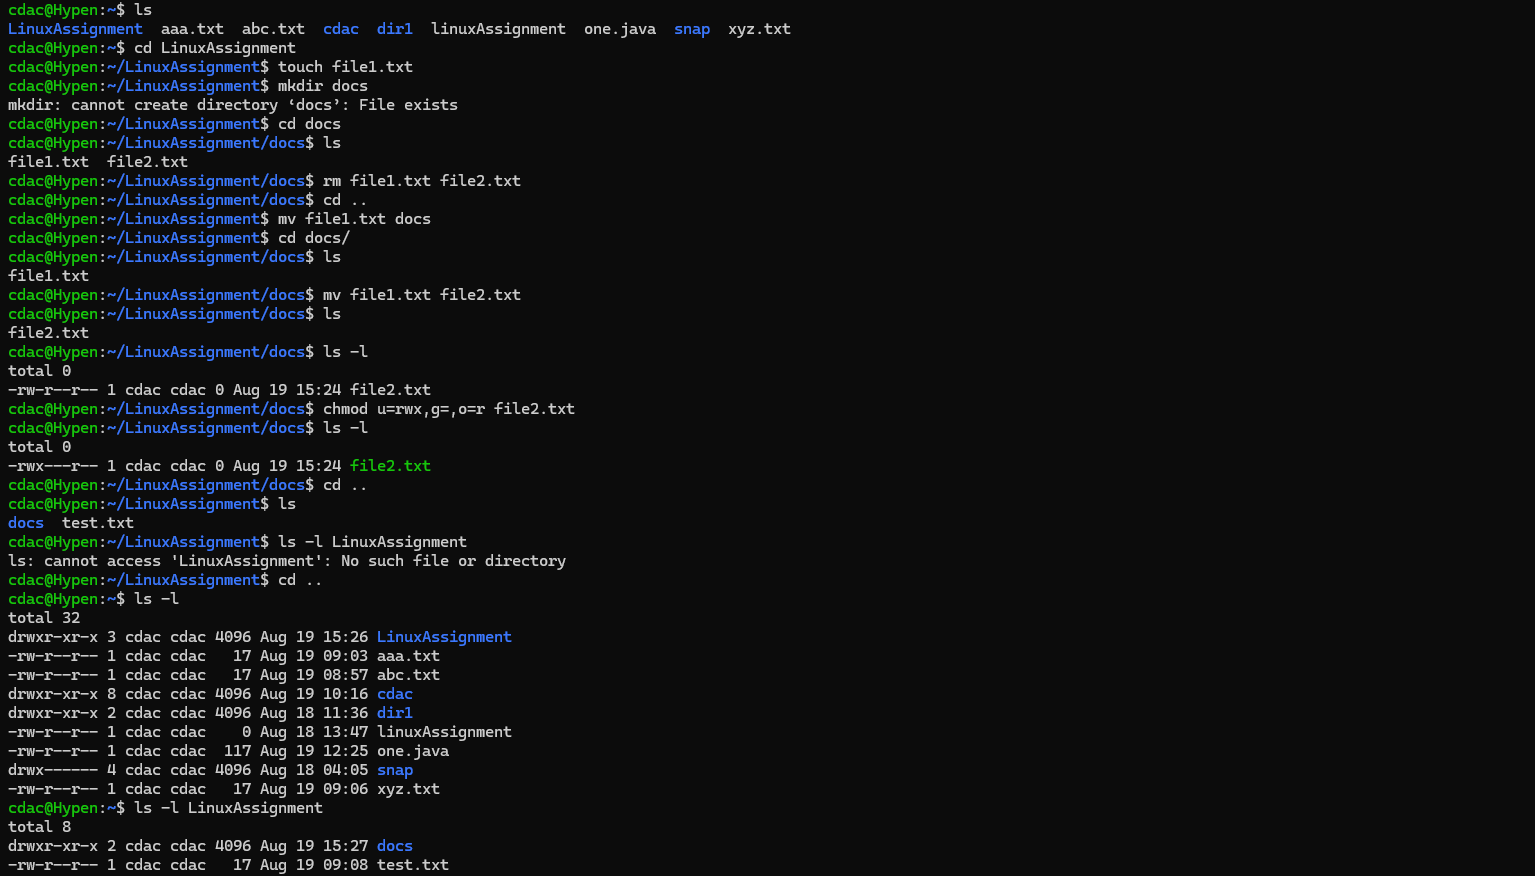 cdac@Hypen:~$ ls
LinuxAssignment  aaa.txt  abc.txt  cdac  dir1  linuxAssignment  one.java  snap  xyz.txt
cdac@Hypen:~$ cd LinuxAssignment
cdac@Hypen:~/LinuxAssignment$ touch file1.txt
cdac@Hypen:~/LinuxAssignment$ mkdir docs
mkdir: cannot create directory ‘docs’: File exists
cdac@Hypen:~/LinuxAssignment$ cd docs
cdac@Hypen:~/LinuxAssignment/docs$ ls
file1.txt  file2.txt
cdac@Hypen:~/LinuxAssignment/docs$ rm file1.txt file2.txt
cdac@Hypen:~/LinuxAssignment/docs$ cd ..
cdac@Hypen:~/LinuxAssignment$ mv file1.txt docs
cdac@Hypen:~/LinuxAssignment$ cd docs/
cdac@Hypen:~/LinuxAssignment/docs$ ls
file1.txt
cdac@Hypen:~/LinuxAssignment/docs$ mv file1.txt file2.txt
cdac@Hypen:~/LinuxAssignment/docs$ ls
file2.txt
cdac@Hypen:~/LinuxAssignment/docs$ ls -l
total 0
-rw-r--r-- 1 cdac cdac 0 Aug 19 15:24 file2.txt
cdac@Hypen:~/LinuxAssignment/docs$ chmod u=rwx,g=,o=r file2.txt
cdac@Hypen:~/LinuxAssignment/docs$ ls -l
total 0
-rwx---r-- 1 cdac cdac 0 Aug 19 15:24 file2.txt
cdac@Hypen:~/LinuxAssignment/docs$ cd ..
cdac@Hypen:~/LinuxAssignment$ ls
docs  test.txt
cdac@Hypen:~/LinuxAssignment$ ls -l LinuxAssignment
ls: cannot access 'LinuxAssignment': No such file or directory
cdac@Hypen:~/LinuxAssignment$ cd ..
cdac@Hypen:~$ ls -l
total 32
drwxr-xr-x 3 cdac cdac 4096 Aug 19 15:26 LinuxAssignment
-rw-r--r-- 1 cdac cdac   17 Aug 19 09:03 aaa.txt
-rw-r--r-- 1 cdac cdac   17 Aug 19 08:57 abc.txt
drwxr-xr-x 8 cdac cdac 4096 Aug 19 10:16 cdac
drwxr-xr-x 2 cdac cdac 4096 Aug 18 11:36 dir1
-rw-r--r-- 1 cdac cdac    0 Aug 18 13:47 linuxAssignment
-rw-r--r-- 1 cdac cdac  117 Aug 19 12:25 one.java
drwx------ 4 cdac cdac 4096 Aug 18 04:05 snap
-rw-r--r-- 1 cdac cdac   17 Aug 19 09:06 xyz.txt
cdac@Hypen:~$ ls -l LinuxAssignment
total 8
drwxr-xr-x 2 cdac cdac 4096 Aug 19 15:27 docs
-rw-r--r-- 1 cdac cdac   17 Aug 19 09:08 test.txt